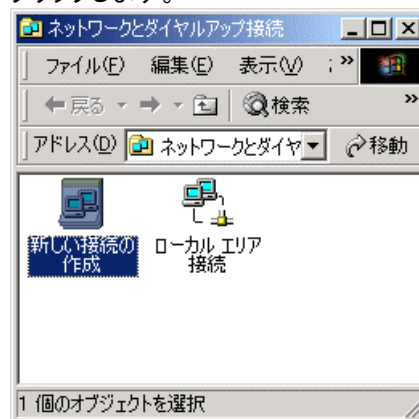 ネットワークとダイヤルアップ接続
ファイル(F) 編集(E) 表示(V)
戻る 検索
アドレス(D) ネットワークとダイヤ 移動
新しい接続の
作成
ローカル エリア
接続
1 個のオブジェクトを選択